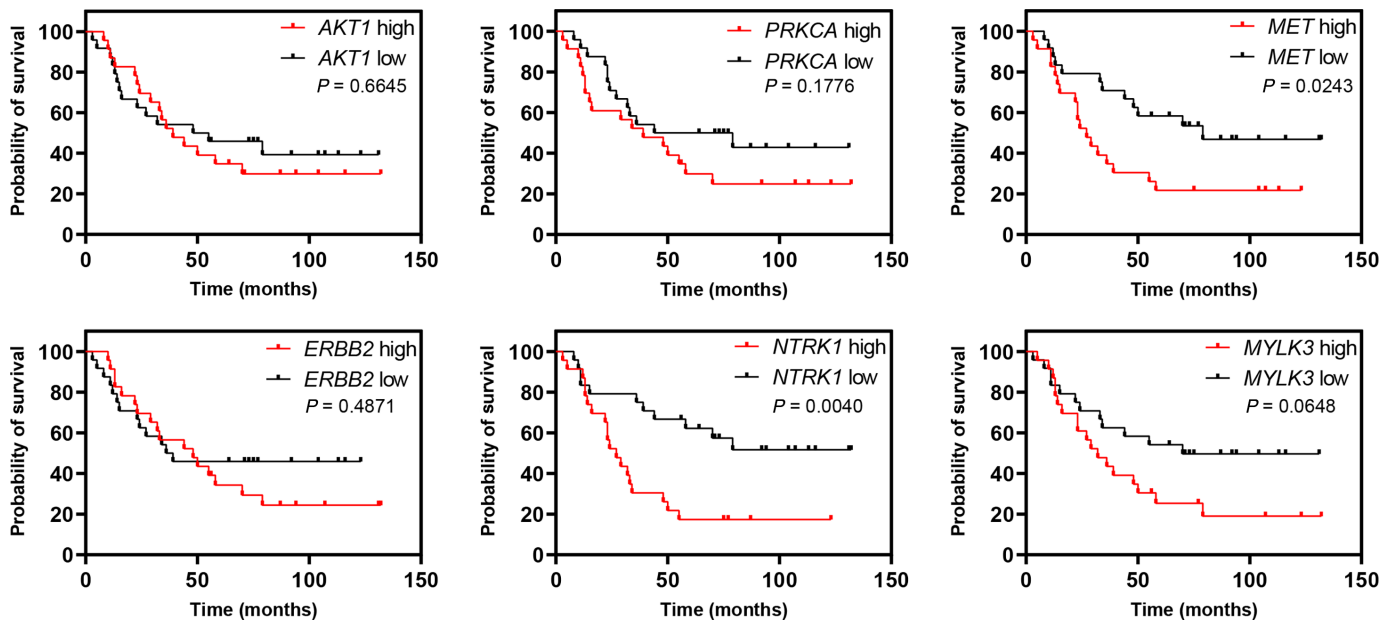 AKT1 high
AKT1 low
P = 0.6645
Probability of survival
100
80
60
40
20
0
0 50 100 150
Time (months)
PRKCA high
PRKCA low
P = 0.1776
Probability of survival
100
80
60
40
20
0
0 50 100 150
Time (months)
MET high
MET low
P = 0.0243
Probability of survival
100
80
60
40
20
0
0 50 100 150
Time (months)
ERBB2 high
ERBB2 low
P = 0.4871
Probability of survival
100
80
60
40
20
0
0 50 100 150
Time (months)
NTRK1 high
NTRK1 low
P = 0.0040
Probability of survival
100
80
60
40
20
0
0 50 100 150
Time (months)
MYLK3 high
MYLK3 low
P = 0.0648
Probability of survival
100
80
60
40
20
0
0 50 100 150
Time (months)